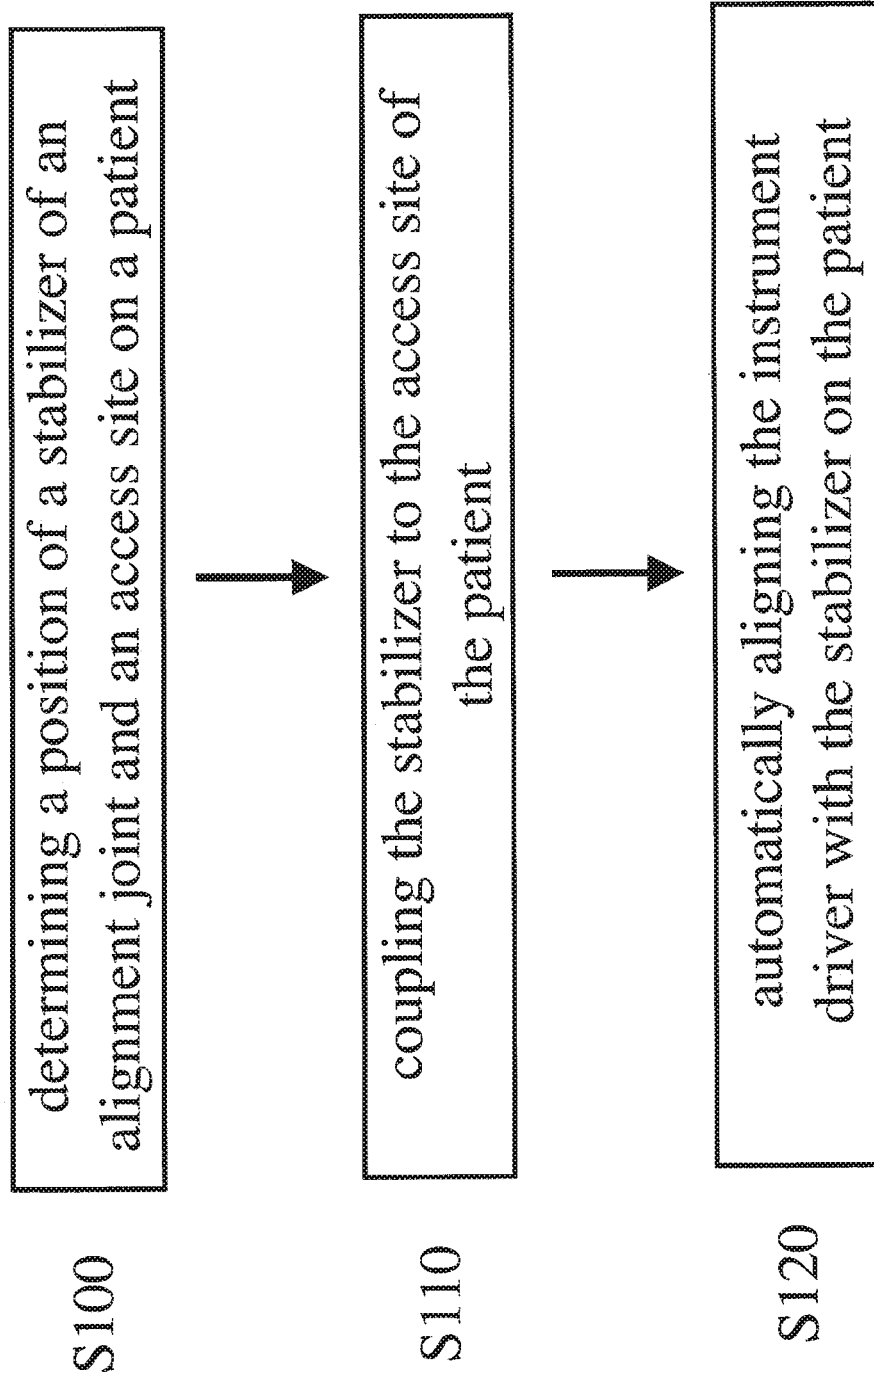 S100
determining a position of a stabilizer of an
alignment joint and an access site on a patient
S110
coupling the stabilizer to the access site of
the patient
S120
automatically aligning the instrument
driver with the stabilizer on the patient